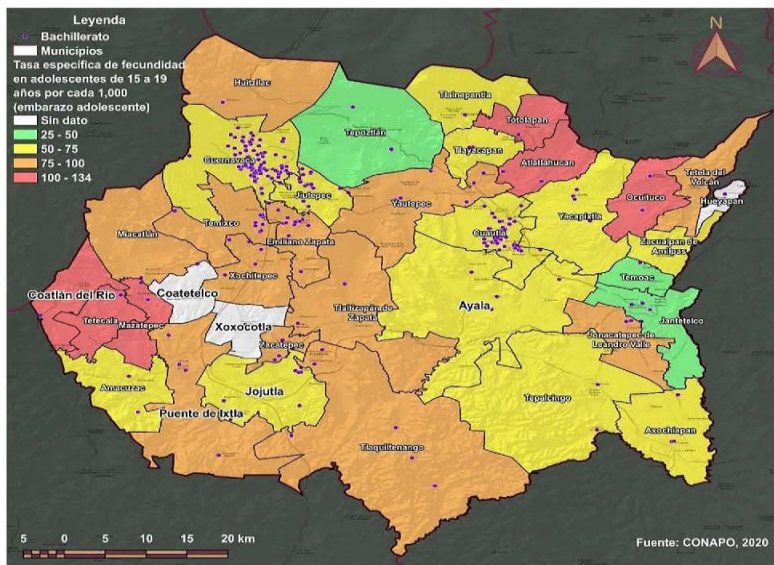 Leyenda
Bachillerato
Municipios
Tasa específica de fecundidad
en adolescentes de 15 a 19
años por cada 1,000
(embarazo adolescente)
Sin dato
25 - 50
50 - 75
75 - 100
100 - 134
Huitzilac
Tepoztlán
Tlalnepantla
Totolapan
Tlayacapan
Atlatlahucan
Cuernavaca
Jiutepec
Tetela del
Volcán
Hueyapan
Ocuituco
Yautepec
Temixco
Emiliano Zapata
Miacatlán
Cuautla
Yecapixtla
Zacualpan de
Amilpas
Xochitepec
Temoac
Coatlán del Río
Coatetelco
Tetecala
Mazatepec
Xoxocotla
Tlaltizapán de
Zapata
Ayala
Jantetelco
Jonacatepec de
Leandro Valle
Zacatepec
Amacuzac
Jojutla
Puente de Ixtla
Tepalcingo
Axochiapan
Tlaquiltenango
N
5 0 5 10 15 20 km
Fuente: CONAPO, 2020